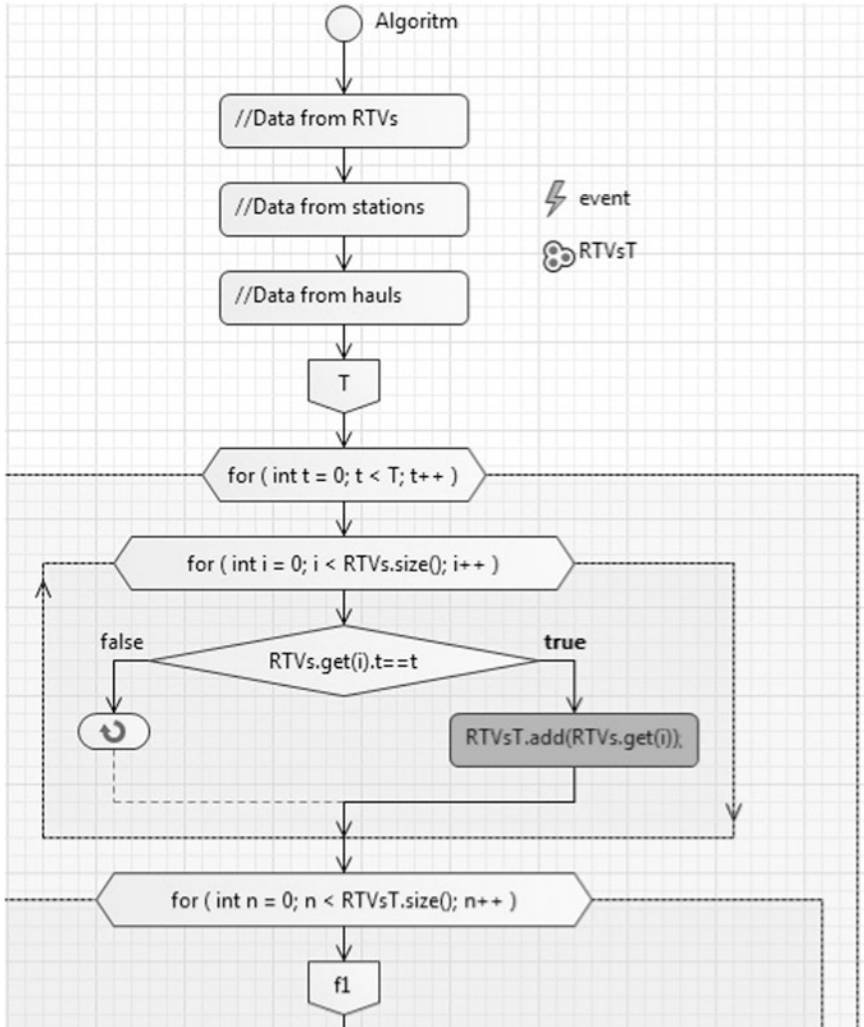 Algoritm
//Data from RTVs
//Data from stations
event
RTVsT
//Data from hauls
T
for ( int t = 0; t < T; t++ )
for ( int i = 0; i < RTVs.size(); i++ )
false
true
RTVs.get(i).t==t
RTVsT.add(RTVs.get(i));
for ( int n = 0; n < RTVsT.size(); n++ )
f1